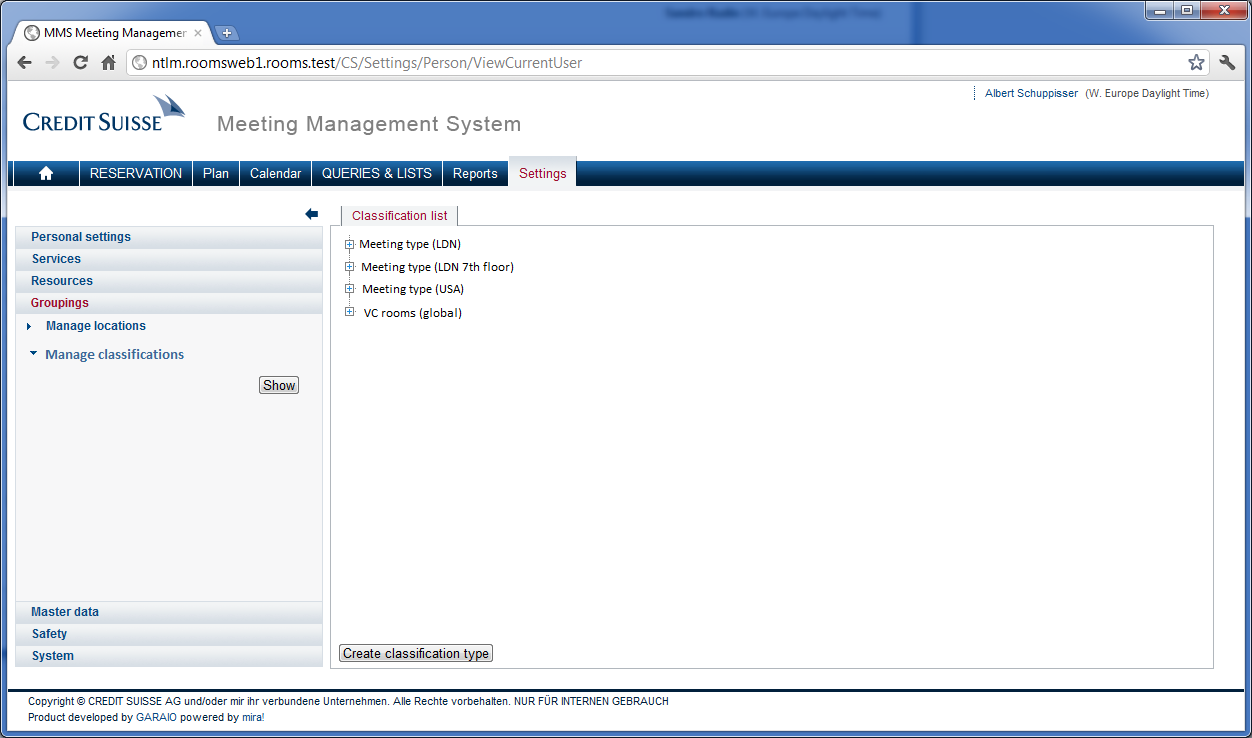 MMS Meeting Managemer
ntlm.roomsweb1.rooms.test/CS/Settings/Person/ViewCurrentUser
Albert Schuppisser (W. Europe Daylight Time)
CREDIT SUISSE
Meeting Management System
RESERVATION Plan Calendar QUERIES & LISTS Reports Settings
Classification list
Personal settings
Services
Resources
Groupings
Manage locations
Manage classifications
Show
Master data
Safety
System
Meeting type (LDN)
Meeting type (LDN 7th floor)
Meeting type (USA)
VC rooms (global)
Create classification type
Copyright © CREDIT SUISSE AG und/oder mir ihr verbundene Unternehmen. Alle Rechte vorbehalten. NUR FÜR INTERNEN GEBRAUCH
Product developed by GARAIO powered by mira!